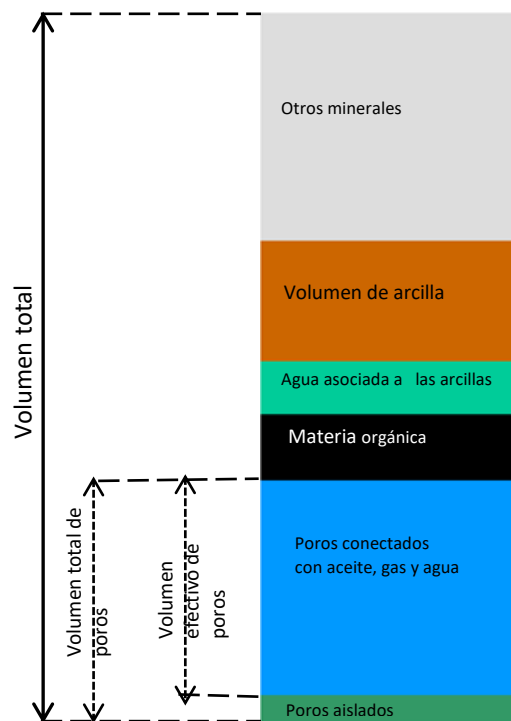 Otros minerales
Volumen de arcilla
Agua asociada a las arcillas
Materia orgánica
Poros conectados
con aceite, gas y agua
Poros aislados
Volumen total
Volumen total de
poros
Volumen
efectivo de
poros